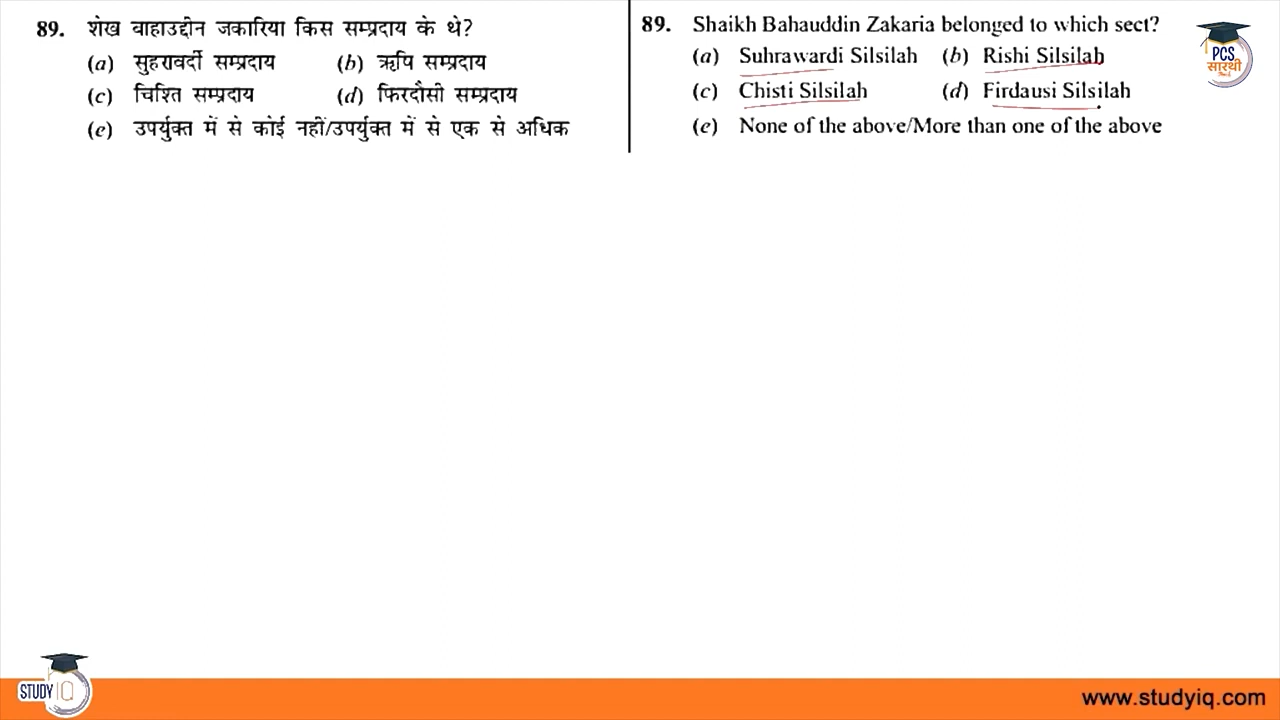 89. शेख वाहाउद्दीन जकारिया किस सम्प्रदाय के थे?
(a) सुहरावर्दी सम्प्रदाय (b) ऋषि सम्प्रदाय
(c) चिश्ति सम्प्रदाय (d) फिरदौसी सम्प्रदाय
(e) उपर्युक्त में से कोई नहीं/उपर्युक्त में से एक से अधिक
89. Shaikh Bahauddin Zakaria belonged to which sect?
(a) Suhrawardi Silsilah (b) Rishi Silsilah
(c) Chisti Silsilah (d) Firdausi Silsilah
(e) None of the above/More than one of the above
PCS
सारथी
STUDY IQ
www.studyiq.com